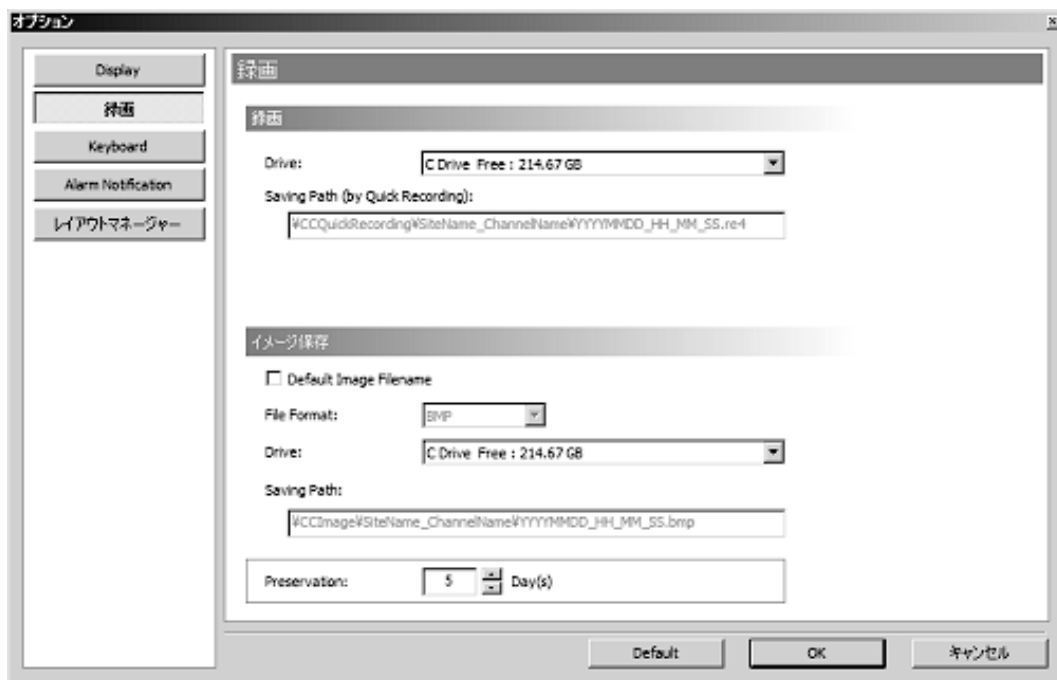 オプション
Display
録画
Keyboard
Alarm Notification
レイアウトマネージャー
録画
録画
Drive:
C Drive Free : 214.67 GB
Saving Path (by Quick Recording):
¥CCQuickRecording¥SiteName_ChannelName¥YYYYMMDD_HH_MM_SS.re4
イメージ保存
Default Image Filename
File Format:
BMP
Drive:
C Drive Free : 214.67 GB
Saving Path:
¥CCImage¥SiteName_ChannelName¥YYYYMMDD_HH_MM_SS.bmp
Preservation:
5
Day(s)
Default
OK
キャンセル